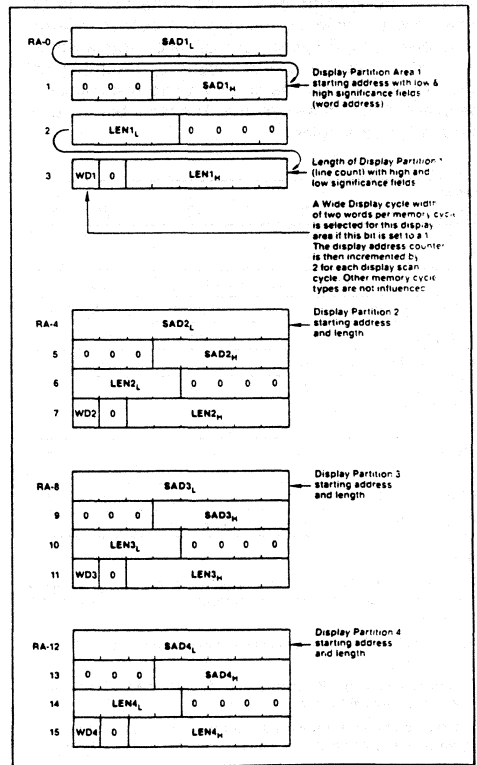 RA-0 SAD1L
1 0 0 0 SAD1H
Display Partition Area 1
starting address with low &
high significance fields
(word address)
2 LEN1L 0 0 0 0
3 WD1 0 LEN1H
Length of Display Partition 1
(line count) with high and
low significance fields
A Wide Display cycle width
of two words per memory cycle
is selected for this display
area if this bit is set to a 1
The display address counter
is then incremented by
2 for each display scan
cycle. Other memory cycle
types are not influenced
RA-4 SAD2L
Display Partition 2
starting address
and length
5 0 0 0 SAD2H
6 LEN2L 0 0 0 0
7 WD2 0 LEN2H
RA-8 SAD3L
Display Partition 3
starting address
and length
9 0 0 0 SAD3H
10 LEN3L 0 0 0 0
11 WD3 0 LEN3H
RA-12 SAD4L
Display Partition 4
starting address
and length
13 0 0 0 SAD4H
14 LEN4L 0 0 0 0
15 WD4 0 LEN4H